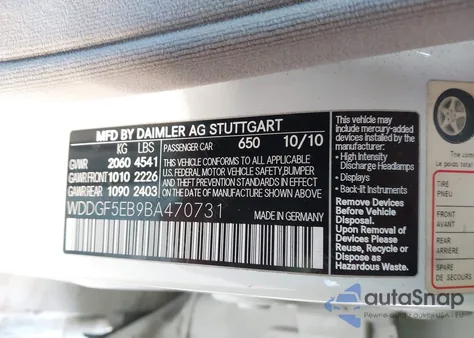 MFD BY DAIMLER AG STUTTGART
KG LBS
GVWR 2060 4541
GAWR FRONT 1010 2226
GAWR REAR 1090 2403
PASSENGER CAR 650 10/10
THIS VEHICLE CONFORMS TO ALL APPLICABLE
U.S. FEDERAL MOTOR VEHICLE SAFETY, BUMPER
AND THEFT PREVENTION STANDARDS IN
EFFECT ON THE DATE OF MANUFACTURE SHOWN ABOVE
WDDGF5EB9BA470731
MADE IN GERMANY
This vehicle may
include mercury-added
devices installed by the
manufacturer:
• High Intensity
Discharge Headlamps
• Displays
• Back-lit Instruments
Remove Devices
Before Vehicle
Disposal.
Upon Removal of
Devices Please
Reuse, Recycle or
Dispose as
Hazardous Waste.
The com
Le poids total
TIRE
PNEU
FRONT
AVANT
REAR
ARRIÈRE
SPARE
DE SECOURS
autoSnap